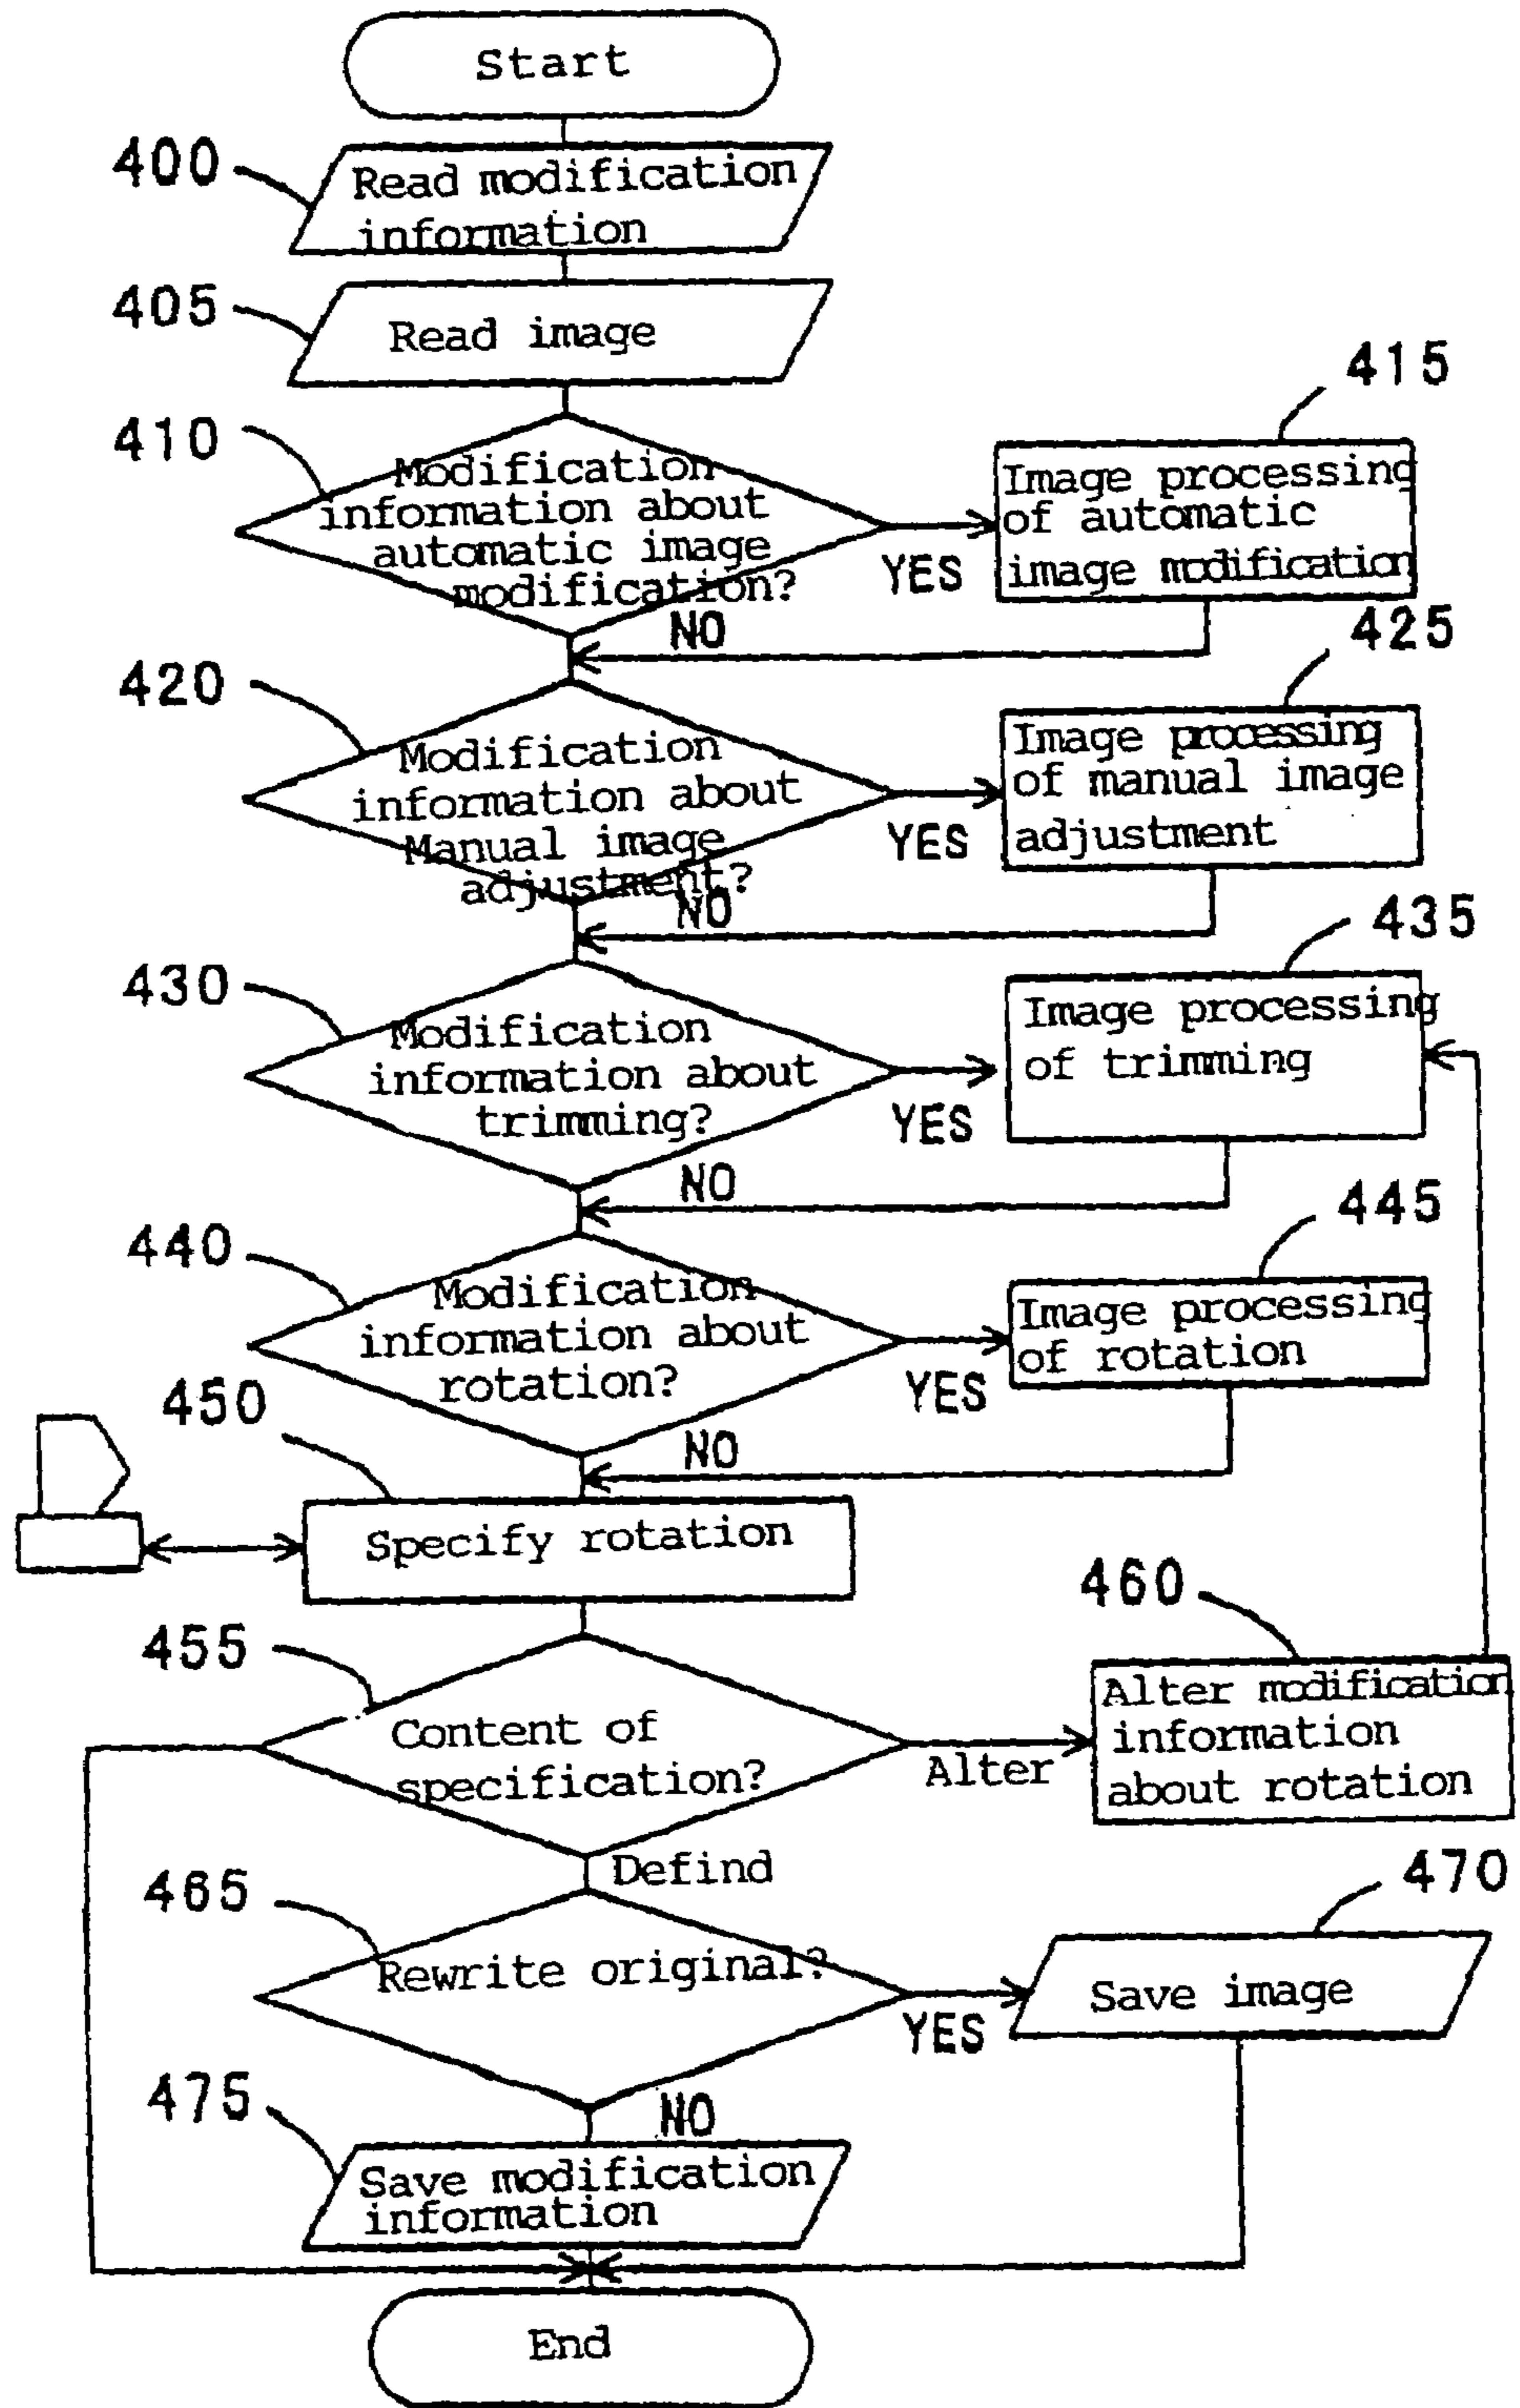 Start
400
Read modification
information
405
Read image
415
410
Modification
information about
automatic image
modification?
YES
Image processing
of automatic
image modification
NO
425
420
Modification
information about
Manual image
adjustment?
YES
Image processing
of manual image
adjustment
NO
435
430
Modification
information about
trimming?
YES
Image processing
of trimming
NO
445
440
Modification
information about
rotation?
YES
Image processing
of rotation
450
NO
Specify rotation
460
455
Content of
specification?
Alter
Alter modification
information
about rotation
Defind
470
465
Rewrite original?
YES
Save image
475
NO
Save modification
information
End